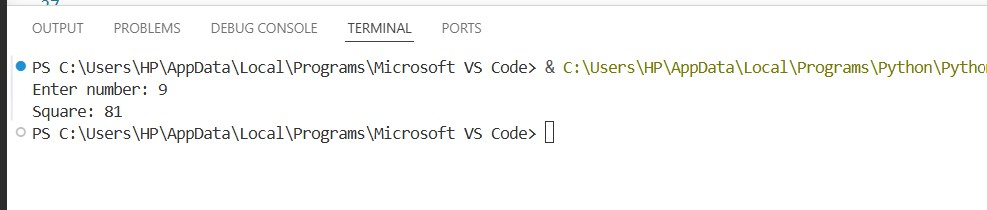 OUTPUT PROBLEMS DEBUG CONSOLE TERMINAL PORTS
PS C:\Users\HP\AppData\Local\Programs\Microsoft VS Code> & C:\Users\HP\AppData\Local\Programs\Python\Pytho
Enter number: 9
Square: 81
PS C:\Users\HP\AppData\Local\Programs\Microsoft VS Code>